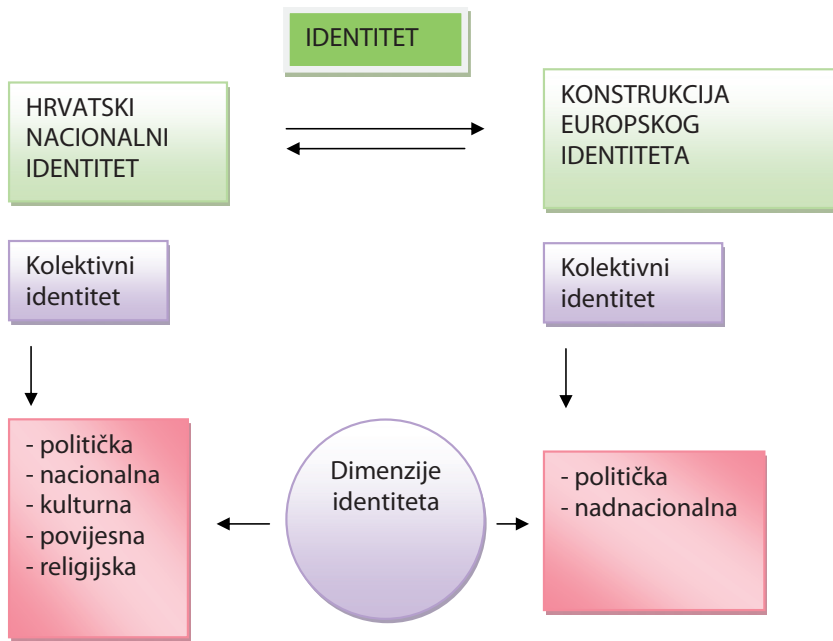 IDENTITET
HRVATSKI
NACIONALNI
IDENTITET
KONSTRUKCIJA
EUROPSKOG
IDENTITETA
Kolektivni
identitet
Kolektivni
identitet
- politička
- nacionalna
- kulturna
- povijesna
- religijska
Dimenzije
identiteta
- politička
- nadnacionalna